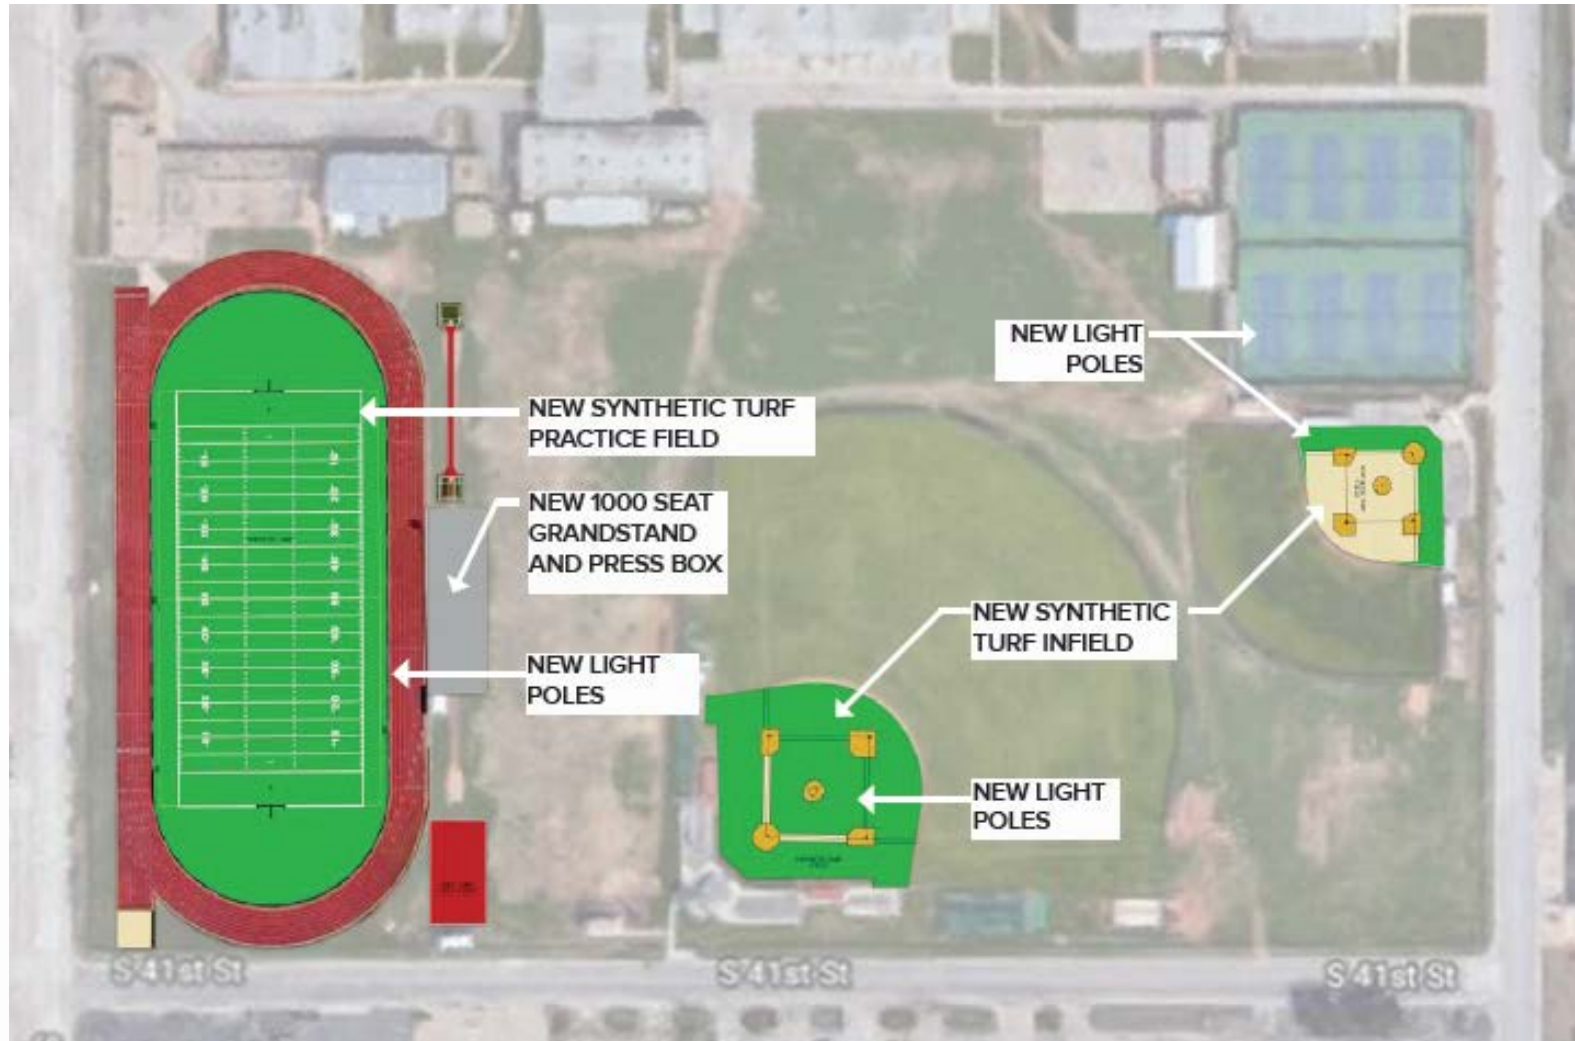 NEW LIGHT
POLES
NEW SYNTHETIC TURF
PRACTICE FIELD
NEW 1000 SEAT
GRANDSTAND
AND PRESS BOX
NEW SYNTHETIC
TURF INFIELD
NEW LIGHT
POLES
NEW LIGHT
POLES
S 41st St
S 41st St
S 41st St